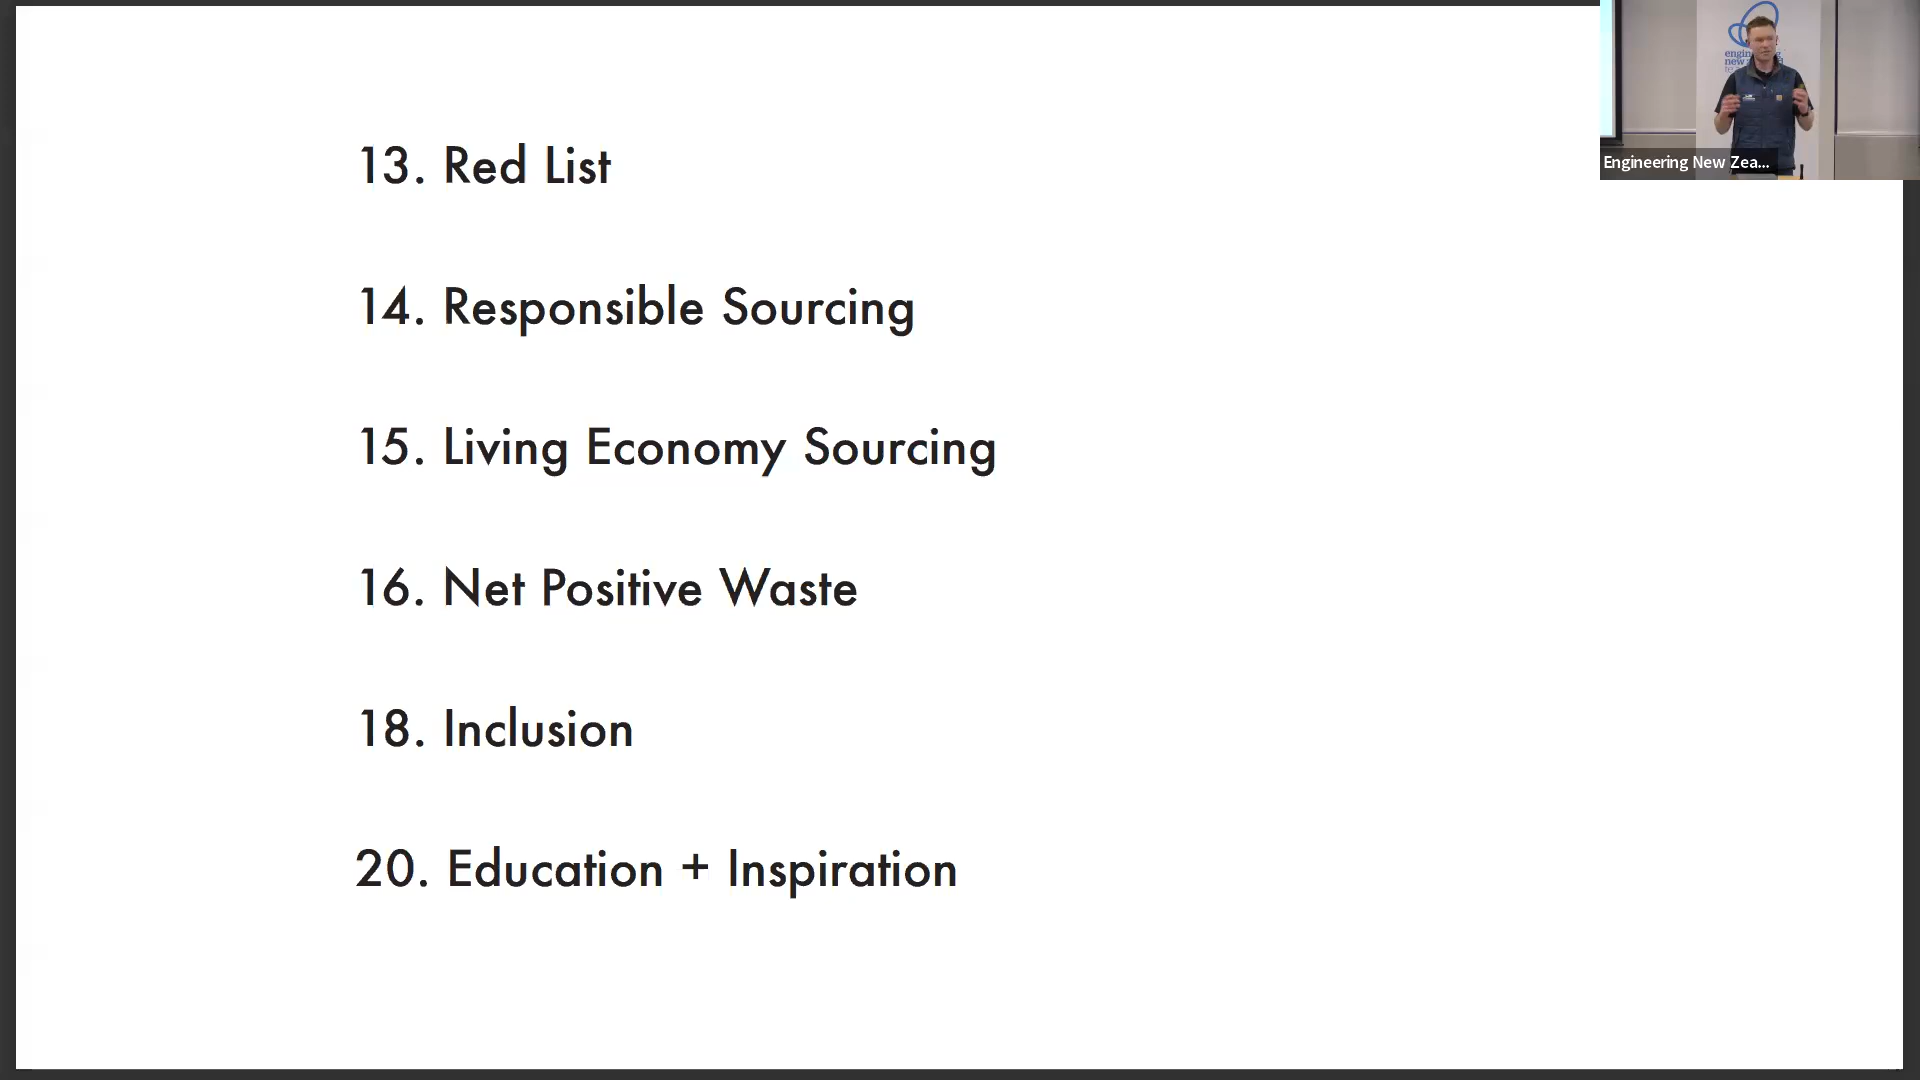 13. Red List
14. Responsible Sourcing
15. Living Economy Sourcing
16. Net Positive Waste
18. Inclusion
20. Education + Inspiration
Engineering New Zea...